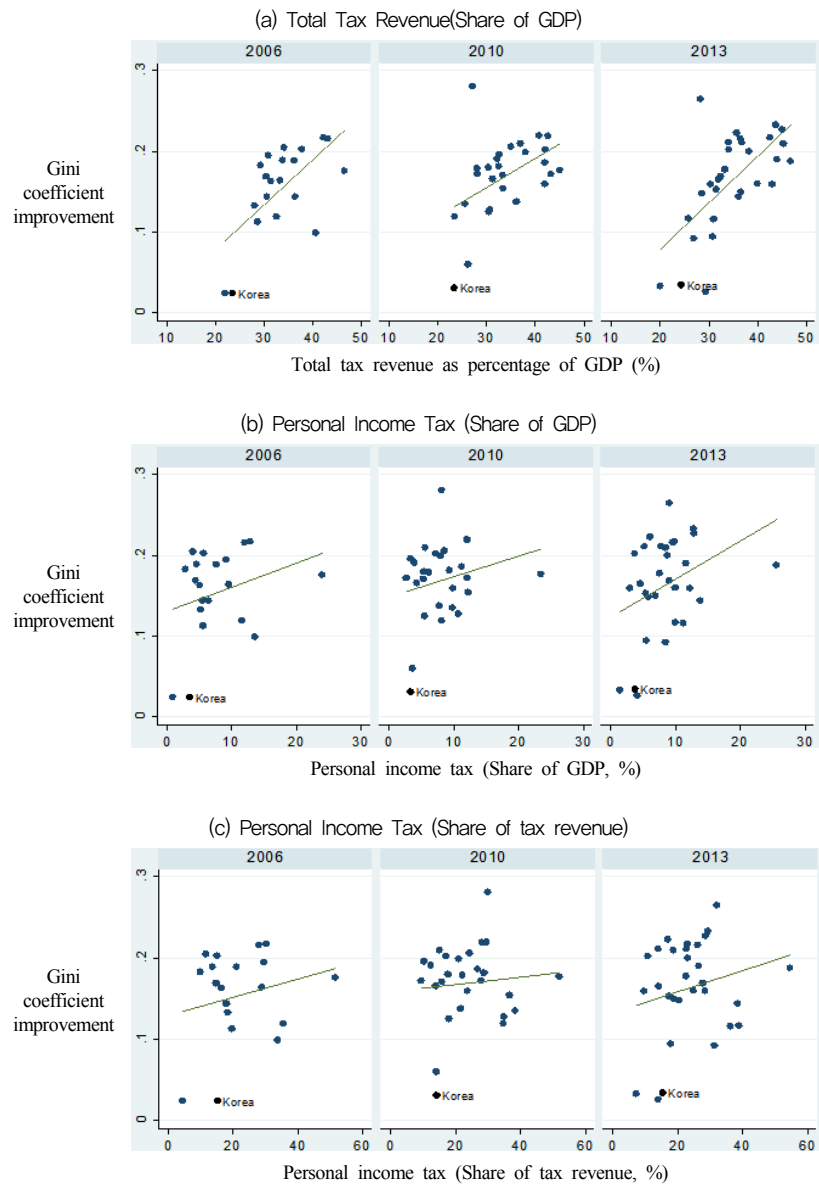 (a) Total Tax Revenue(Share of GDP)
2006 2010 2013
Gini
coefficient
improvement
0 .1 .2 .3
Korea Korea Korea
10 20 30 40 50 10 20 30 40 50 10 20 30 40 50
Total tax revenue as percentage of GDP (%)
(b) Personal Income Tax (Share of GDP)
2006 2010 2013
Gini
coefficient
improvement
0 .1 .2 .3
Korea Korea Korea
0 10 20 30 0 10 20 30 0 10 20 30
Personal income tax (Share of GDP, %)
(c) Personal Income Tax (Share of tax revenue)
2006 2010 2013
Gini
coefficient
improvement
0 .1 .2 .3
Korea Korea Korea
0 20 40 60 0 20 40 60 0 20 40 60
Personal income tax (Share of tax revenue, %)